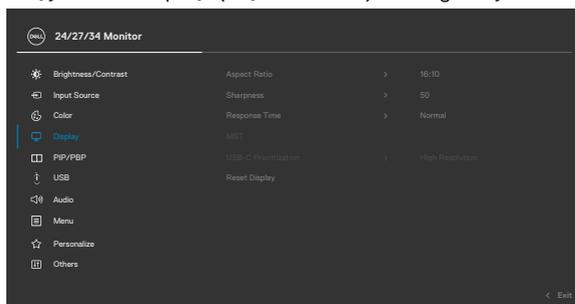 DELL 24/27/34 Monitor
Brightness/Contrast Aspect Ratio > 16:10
Input Source Sharpness > 50
Color Response Time > Normal
Display MST
PIP/PBP USB-C Prioritization > High Resolution
USB Reset Display
Audio
Menu
Personalize
Others
< Exit